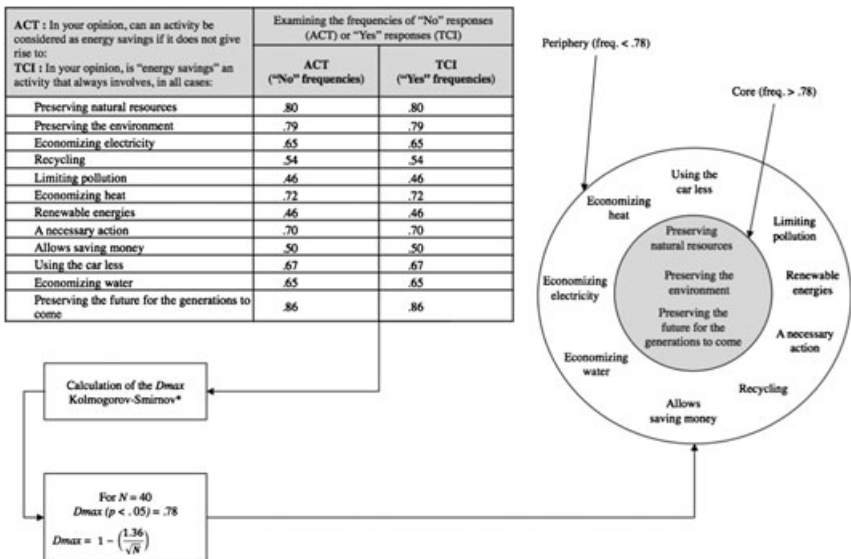 ACT : In your opinion, can an activity be
considered as energy savings if it does not give
rise to:
TCI : In your opinion, is “energy savings” an
activity that always involves, in all cases:
Examining the frequencies of “No” responses
(ACT) or “Yes” responses (TCI)
ACT
(“No” frequencies)
TCI
(“Yes” frequencies)
Preserving natural resources .80 .80
Preserving the environment .79 .79
Economizing electricity .65 .65
Recycling .54 .54
Limiting pollution .46 .46
Economizing heat .72 .72
Renewable energies .46 .46
A necessary action .70 .70
Allows saving money .50 .50
Using the car less .67 .67
Economizing water .65 .65
Preserving the future for the generations to
come .86 .86
Calculation of the Dmax
Kolmogorov-Smirnov*
For N = 40
Dmax (p < .05) = .78
Dmax = 1 − (1.36/√N)
Periphery (freq. < .78)
Core (freq. > .78)
Using the
car less
Economizing
heat
Limiting
pollution
Preserving
natural resources
Economizing
electricity
Preserving the
environment
Renewable
energies
Preserving the
future for the
generations to come
A necessary
action
Economizing
water
Recycling
Allows
saving money